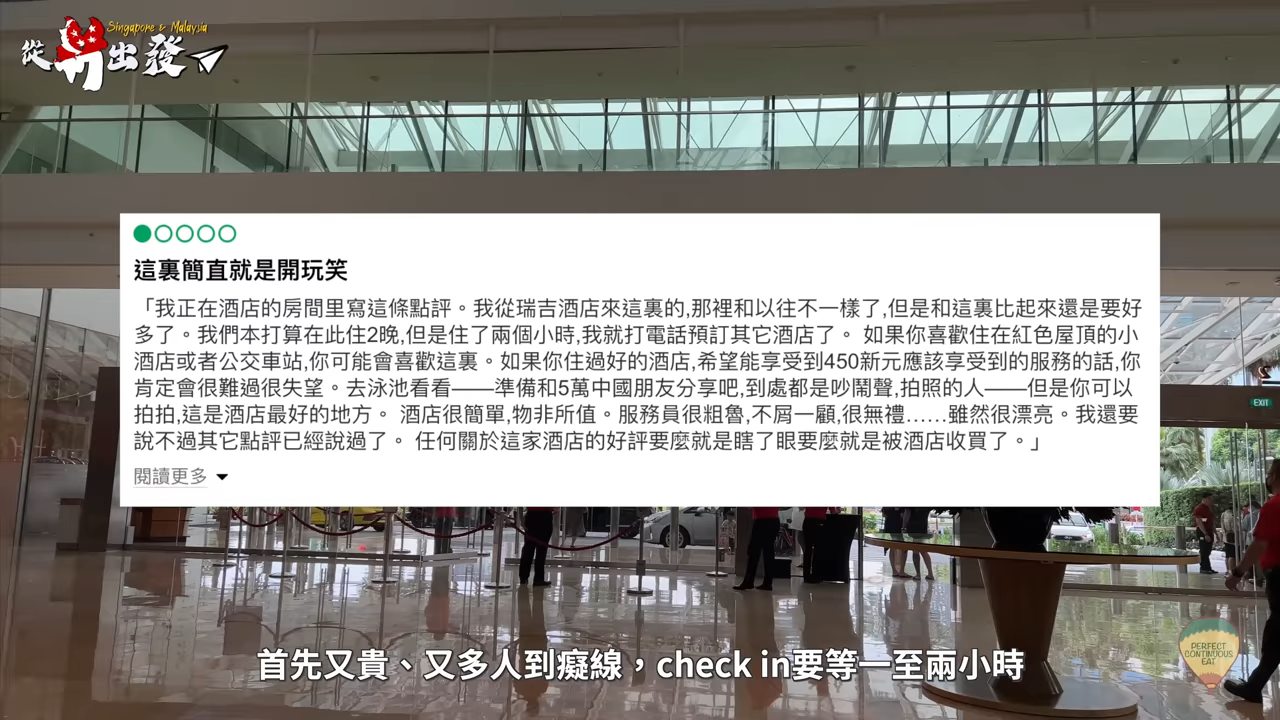 Singapore & Malaysia
從新出發
這裏簡直就是開玩笑
「我正在酒店的房間里寫這條點評。我從瑞吉酒店來這裏的,那裡和以往不一樣了,但是和這裏比起來還是要好
多了。我們本打算在此住2晚,但是住了兩個小時,我就打電話預訂其它酒店了。 如果你喜歡住在紅色屋頂的小
酒店或者公交車站,你可能會喜歡這裏。如果你住過好的酒店,希望能享受到450新元應該享受到的服務的話,你
肯定會很難過很失望。去泳池看看——準備和5萬中國朋友分享吧,到處都是吵鬧聲,拍照的人——但是你可以
拍拍,這是酒店最好的地方。 酒店很簡單,物非所值。服務員很粗魯,不屑一顧,很無禮……雖然很漂亮。我還要
說不過其它點評已經說過了。 任何關於這家酒店的好評要麼就是瞎了眼要麼就是被酒店收買了。」
閱讀更多
EXIT
首先又貴、又多人到癡線，check in要等一至兩小時
PERFECT
CONTINUOUS
EAT